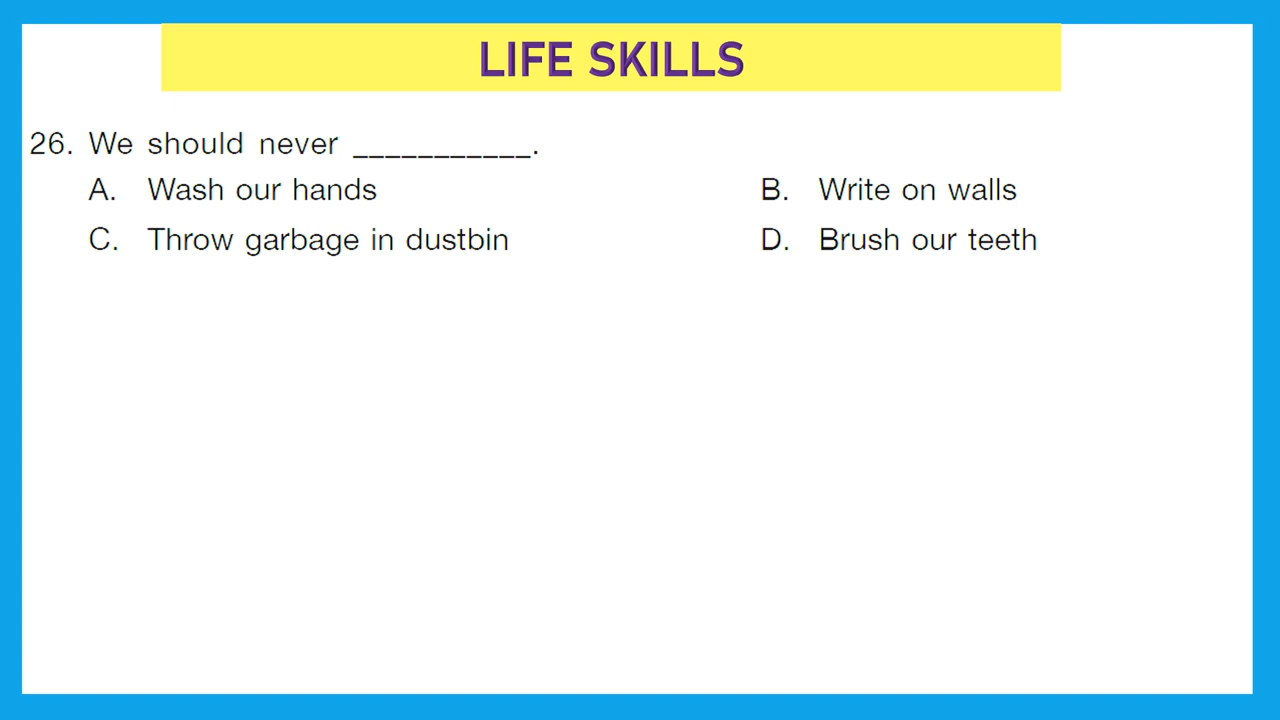 LIFE SKILLS
26. We should never ___________.
A. Wash our hands B. Write on walls
C. Throw garbage in dustbin D. Brush our teeth